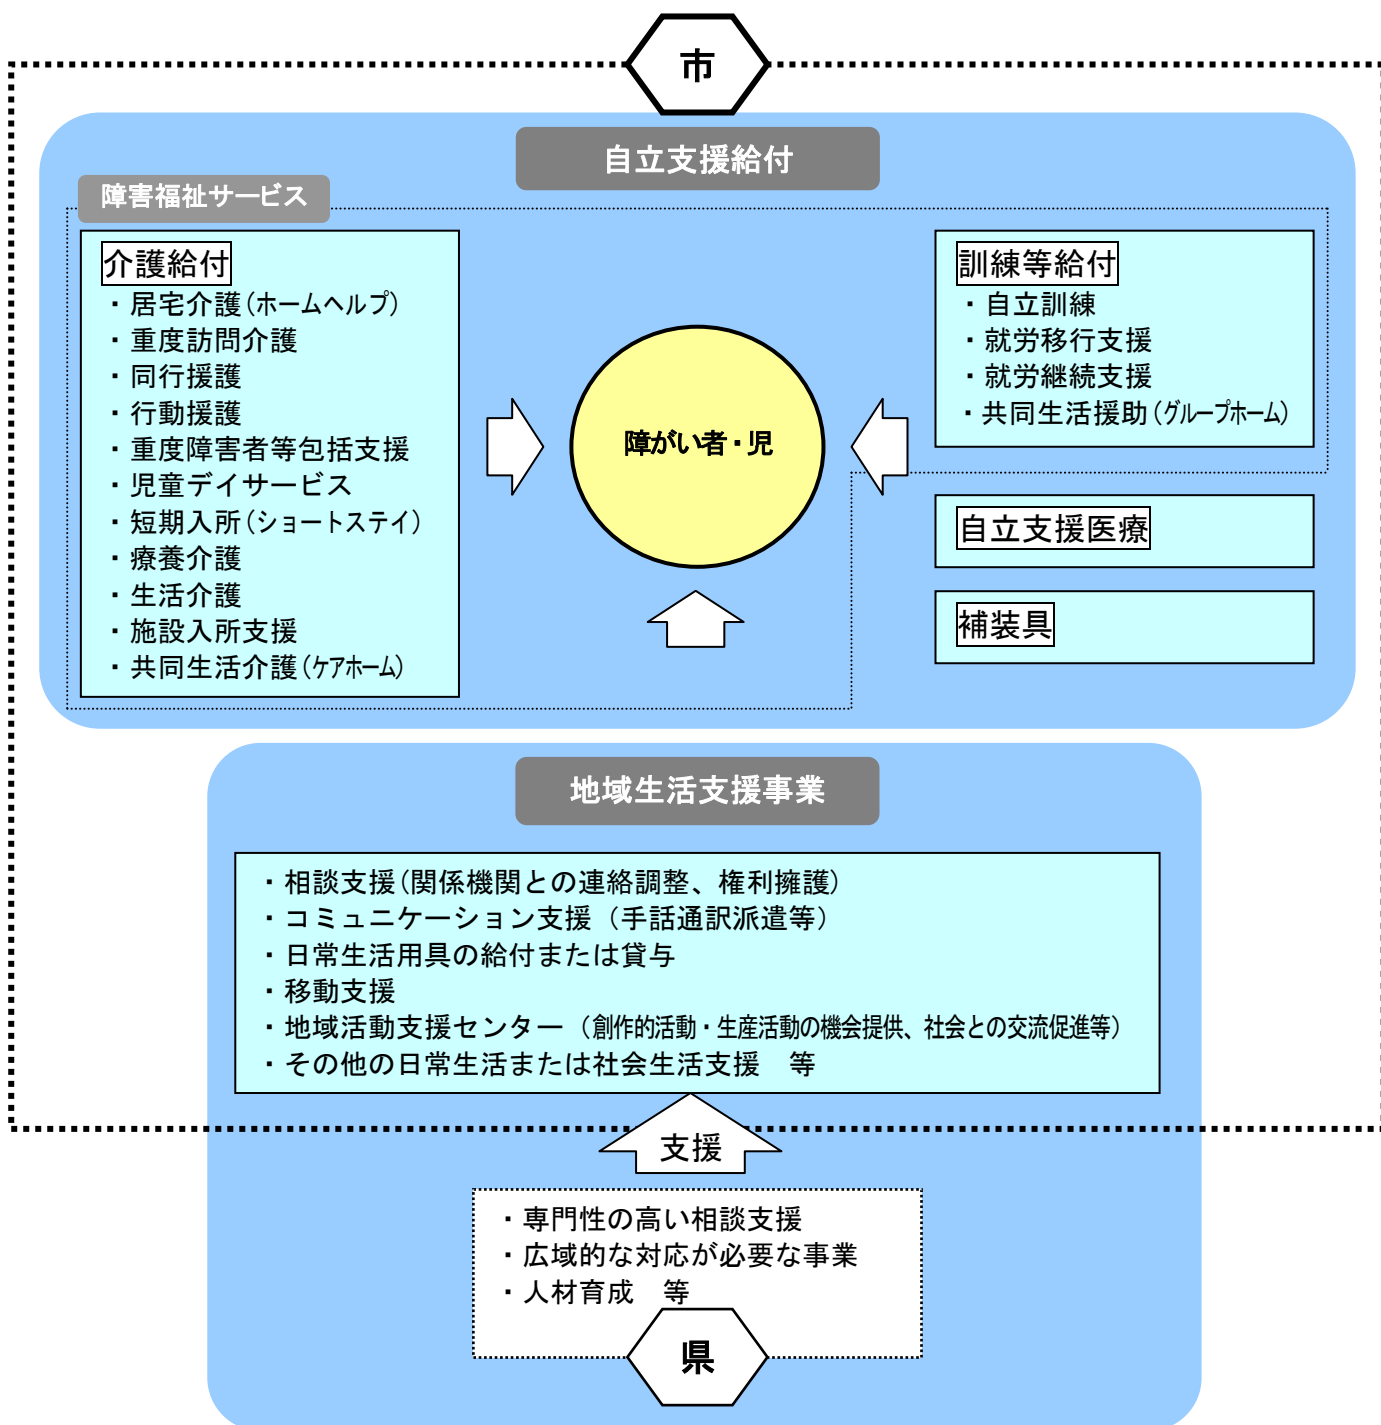 市
自立支援給付
障害福祉サービス
介護給付
・居宅介護(ホームヘルプ)
・重度訪問介護
・同行援護
・行動援護
・重度障害者等包括支援
・児童デイサービス
・短期入所(ショートステイ)
・療養介護
・生活介護
・施設入所支援
・共同生活介護(ケアホーム)
障がい者・児
訓練等給付
・自立訓練
・就労移行支援
・就労継続支援
・共同生活援助(グループホーム)
自立支援医療
補装具
地域生活支援事業
・相談支援(関係機関との連絡調整、権利擁護)
・コミュニケーション支援（手話通訳派遣等）
・日常生活用具の給付または貸与
・移動支援
・地域活動支援センター（創作的活動・生産活動の機会提供、社会との交流促進等）
・その他の日常生活または社会生活支援　等
支援
・専門性の高い相談支援
・広域的な対応が必要な事業
・人材育成　等
県